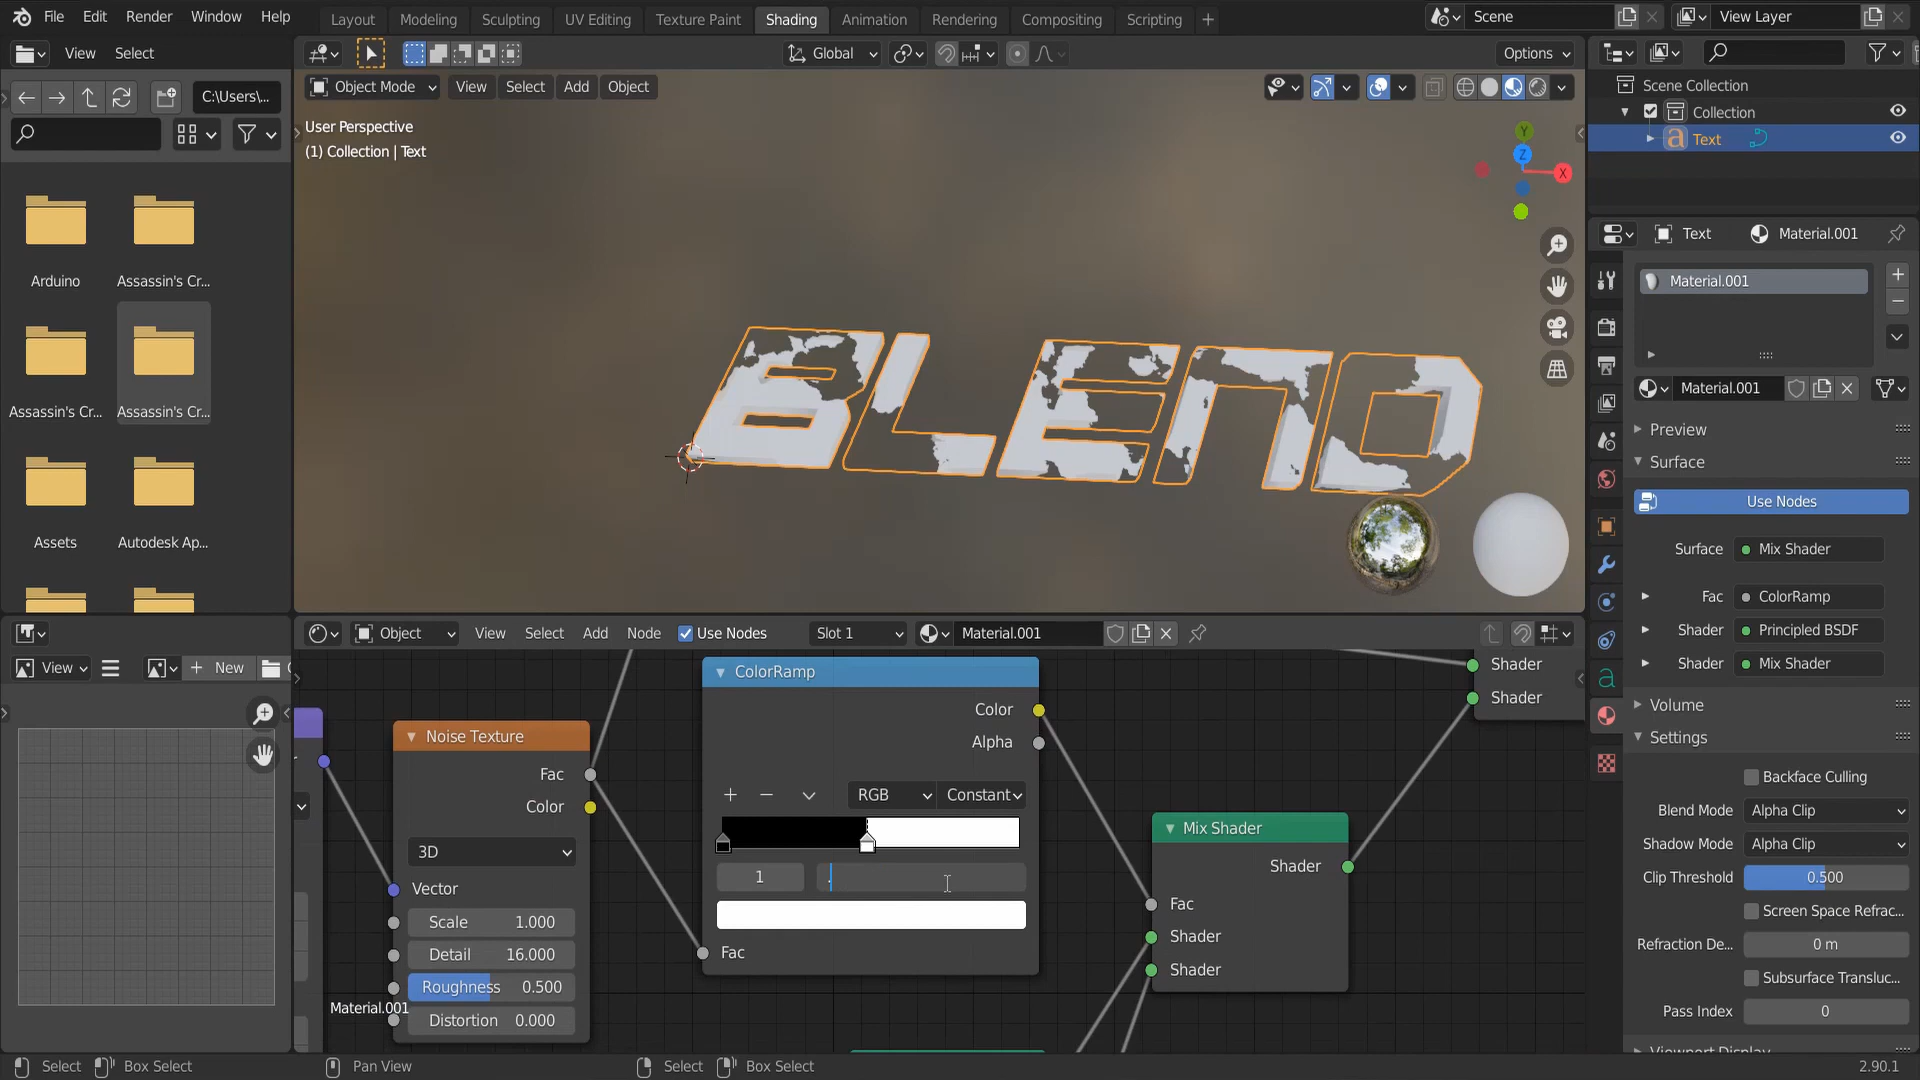 File Edit Render Window Help
Layout Modeling Sculpting UV Editing Texture Paint Shading Animation Rendering Compositing Scripting +
Scene
View Layer
View Select
Global
Options
C:\Users\...
Object Mode View Select Add Object
User Perspective
(1) Collection | Text
Y
Z
X
BLEND
Arduino
Assassin's Cr...
Assassin's Cr...
Assassin's Cr...
Assets
Autodesk Ap...
Scene Collection
Collection
Text
Text
Material.001
Material.001
Material.001
Preview
Surface
Use Nodes
Surface Mix Shader
Fac ColorRamp
Shader Principled BSDF
Shader Mix Shader
Volume
Settings
Backface Culling
Blend Mode Alpha Clip
Shadow Mode Alpha Clip
Clip Threshold 0.500
Screen Space Refrac...
Refraction De... 0 m
Subsurface Transluc...
Pass Index 0
Viewport Display
View
New
Object View Select Add Node Use Nodes Slot 1 Material.001
Noise Texture
Fac
Color
3D
Vector
Scale 1.000
Detail 16.000
Roughness 0.500
Distortion 0.000
Material.001
ColorRamp
Color
Alpha
RGB Constant
1 .
Fac
Mix Shader
Shader
Fac
Shader
Shader
Shader
Shader
Select Box Select Pan View Select Box Select 2.90.1